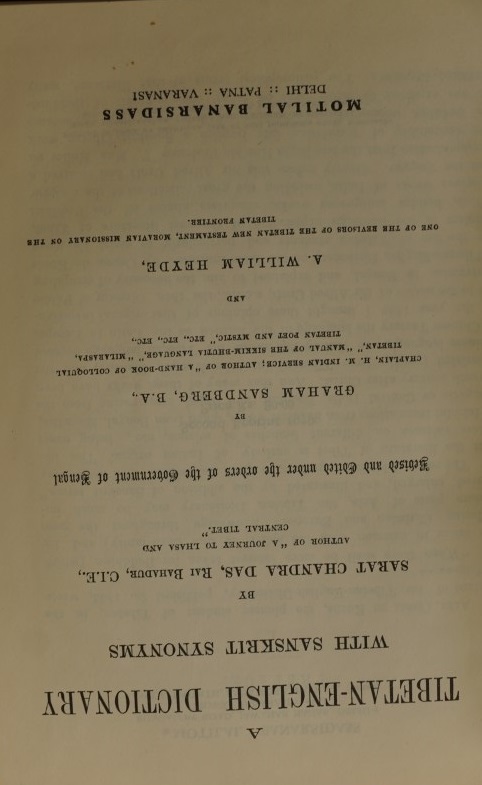 A
TIBETAN-ENGLISH DICTIONARY
WITH SANSKRIT SYNONYMS
BY
SARAT CHANDRA DAS, RAI BAHADUR, C.I.E.,
AUTHOR OF "A JOURNEY TO LHASA AND
CENTRAL TIBET."
Revised and Edited under the orders of the Government of Bengal
BY
GRAHAM SANDBERG, B.A.,
CHAPLAIN, H. M. INDIAN SERVICE; AUTHOR OF "A HAND-BOOK OF COLLOQUIAL
TIBETAN," "MANUAL OF THE SIKKIM-BHUTIA LANGUAGE," "MILARASPA,
TIBETAN POET AND MYSTIC," ETC., ETC., ETC.,
AND
A. WILLIAM HEYDE,
ONE OF THE REVISORS OF THE TIBETAN NEW TESTAMENT, MORAVIAN MISSIONARY ON THE
TIBETAN FRONTIER.
MOTILAL BANARSIDASS
DELHI :: PATNA :: VARANASI